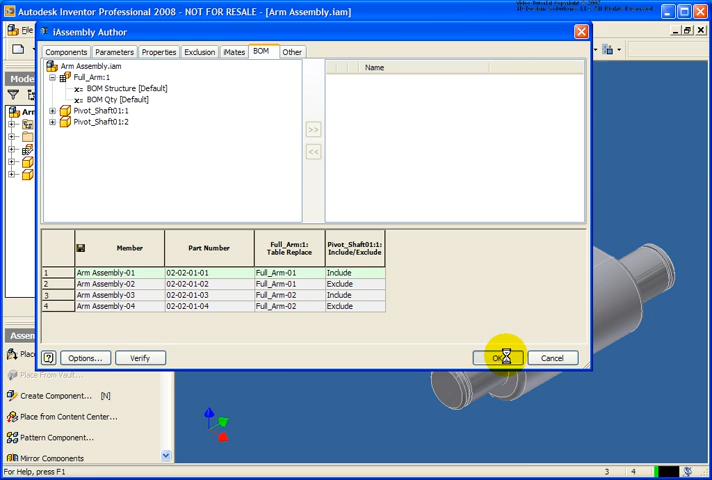 Autodesk Inventor Professional 2008 - NOT FOR RESALE - [Arm Assembly.iam]
File
iAssembly Author
Components Parameters Properties Exclusion iMates BOM Other
Arm Assembly.iam
Full_Arm:1
x= BOM Structure [Default]
x= BOM Qty [Default]
Pivot_Shaft01:1
Pivot_Shaft01:2
Name
>>
<<
Member Part Number Full_Arm:1: Table Replace Pivot_Shaft01:1: Include/Exclude
1 Arm Assembly-01 02-02-01-01 Full_Arm-01 Include
2 Arm Assembly-02 02-02-01-02 Full_Arm-01 Exclude
3 Arm Assembly-03 02-02-01-03 Full_Arm-02 Include
4 Arm Assembly-04 02-02-01-04 Full_Arm-02 Exclude
Options... Verify OK Cancel
Place From Vault...
Create Component... [N]
Place from Content Center...
Pattern Component...
Mirror Components
For Help, press F1 3 4